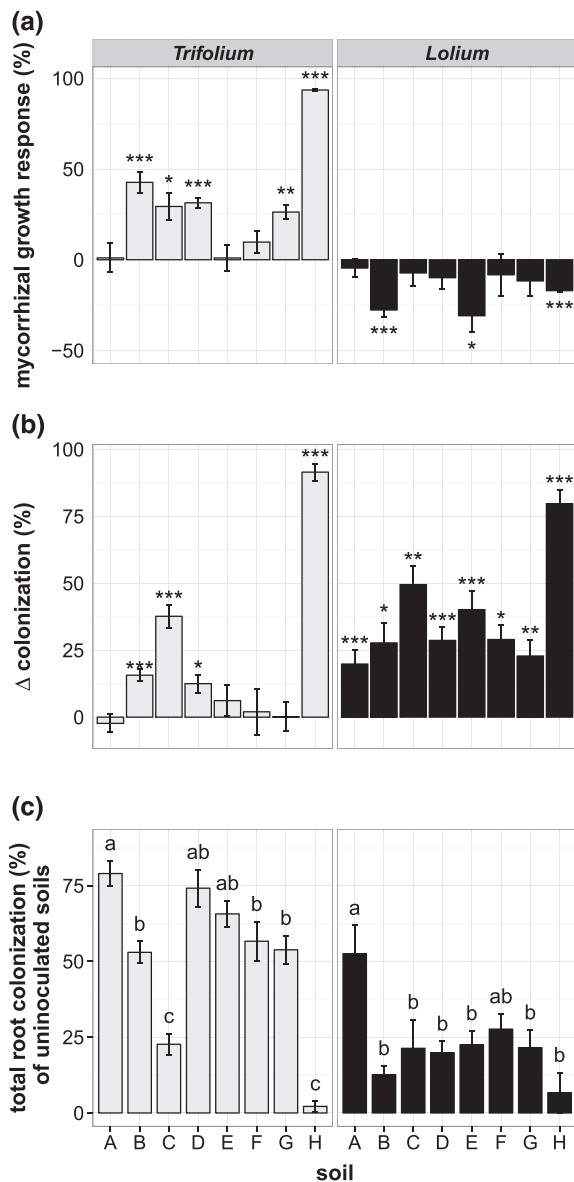 (a)
Trifolium Lolium
mycorrhizal growth response (%)
100
50
0
−50
*** * *** ** ***
*** * ***
(b)
Δ colonization (%)
100
75
50
25
0
*** *** * ***
*** * ** *** *** * ** ***
(c)
total root colonization (%)
of uninoculated soils
75
50
25
0
a b c ab ab b b c
a b b b b ab b b
A B C D E F G H A B C D E F G H
soil